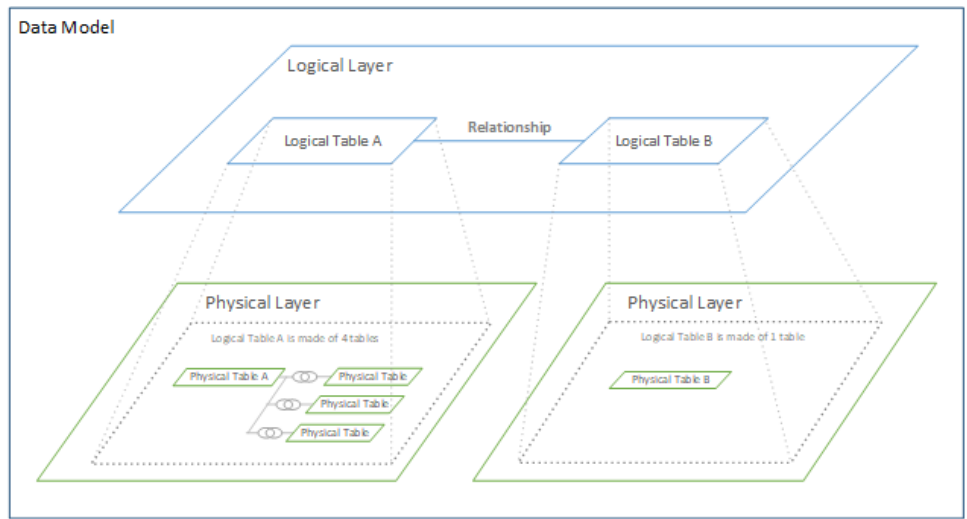 Data Model
Logical Layer
Logical Table A
Relationship
Logical Table B
Physical Layer
Logical Table A is made of 4 tables
Physical Table A
Physical Table
Physical Table
Physical Table
Physical Layer
Logical Table B is made of 1 table
Physical Table B